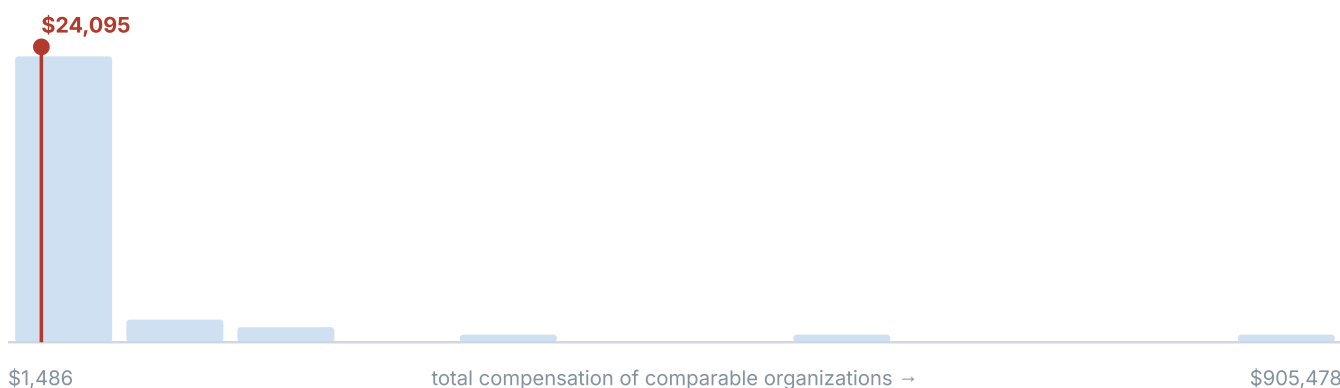 $24,095
$1,486
total compensation of comparable organizations →
$905,478